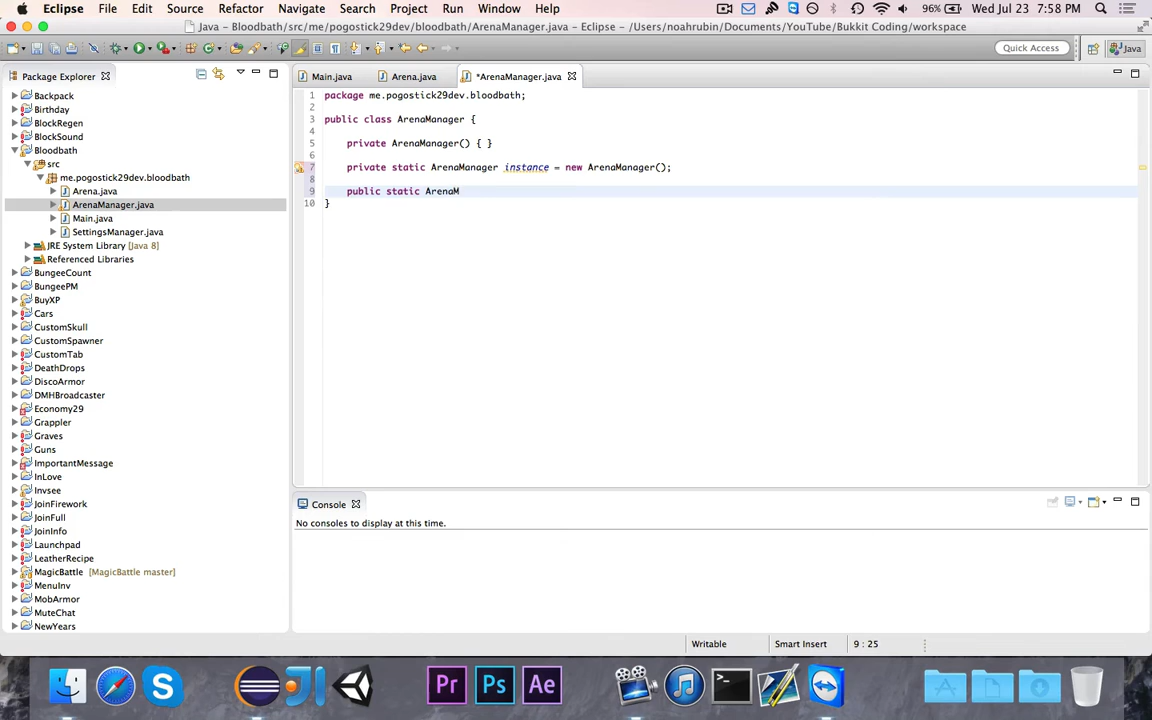 Eclipse File Edit Source Refactor Navigate Search Project Run Window Help 96% Wed Jul 23 7:58 PM
Java – Bloodbath/src/me/pogostick29dev/bloodbath/ArenaManager.java – Eclipse – /Users/noahrubin/Documents/YouTube/Bukkit Coding/workspace
Quick Access Java
Package Explorer
Backpack
Birthday
BlockRegen
BlockSound
Bloodbath
src
me.pogostick29dev.bloodbath
Arena.java
ArenaManager.java
Main.java
SettingsManager.java
JRE System Library [Java 8]
Referenced Libraries
BungeeCount
BungeePM
BuyXP
Cars
CustomSkull
CustomSpawner
CustomTab
DeathDrops
DiscoArmor
DMHBroadcaster
Economy29
Grappler
Graves
Guns
ImportantMessage
InLove
Invsee
JoinFirework
JoinFull
JoinInfo
Launchpad
LeatherRecipe
MagicBattle [MagicBattle master]
MenuInv
MobArmor
MuteChat
NewYears
Main.java Arena.java *ArenaManager.java
1 package me.pogostick29dev.bloodbath;
2
3 public class ArenaManager {
4
5 private ArenaManager() { }
6
7 private static ArenaManager instance = new ArenaManager();
8
9 public static ArenaM
10 }
Console
No consoles to display at this time.
Writable Smart Insert 9 : 25
Pr Ps Ae